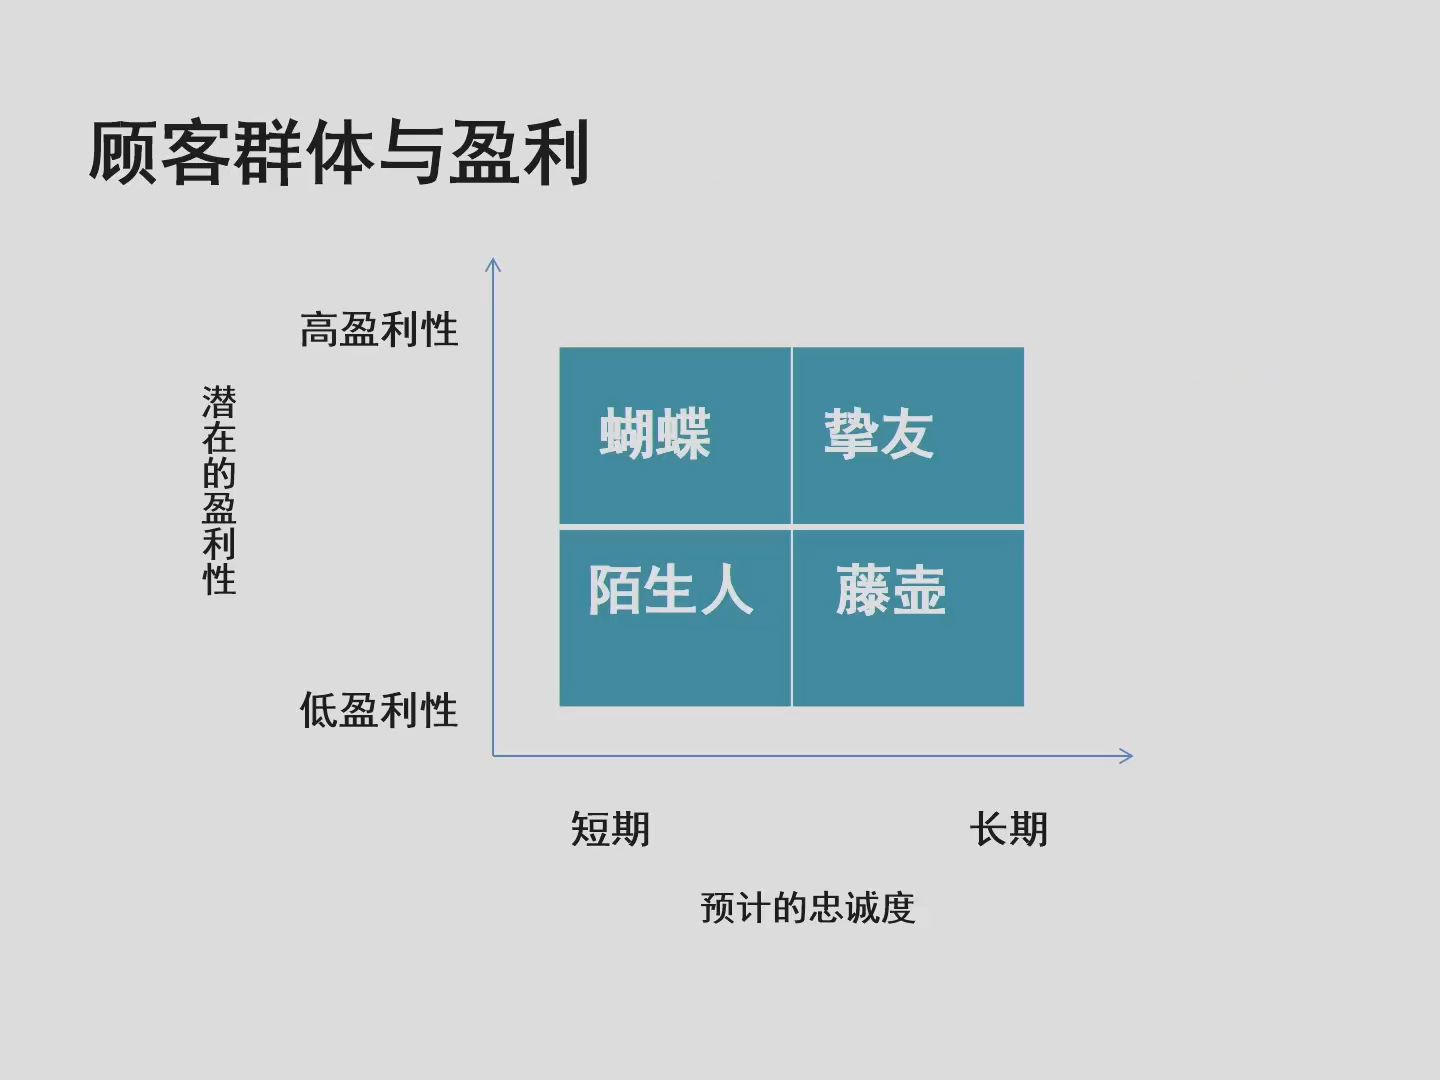 顾客群体与盈利
高盈利性
潜在的盈利性
蝴蝶
挚友
陌生人
藤壶
低盈利性
短期
长期
预计的忠诚度